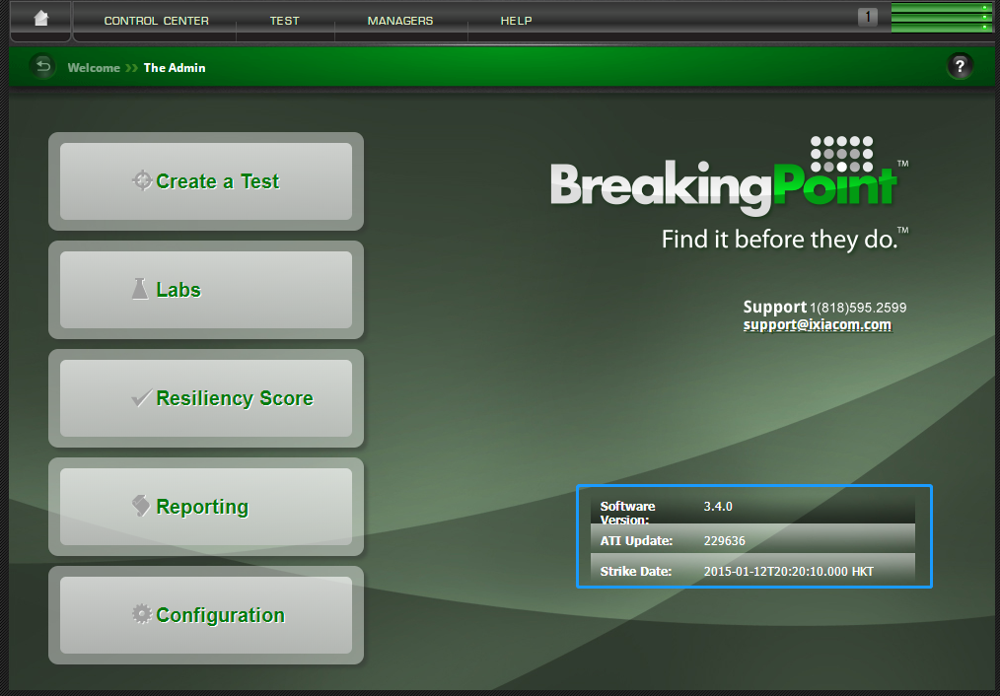 CONTROL CENTER TEST MANAGERS HELP 1
Welcome >> The Admin ?
Create a Test
Labs
Resiliency Score
Reporting
Configuration
BreakingPoint™
Find it before they do.™
Support 1(818)595.2599
support@ixiacom.com
Software Version: 3.4.0
ATI Update: 229636
Strike Date: 2015-01-12T20:20:10.000 HKT